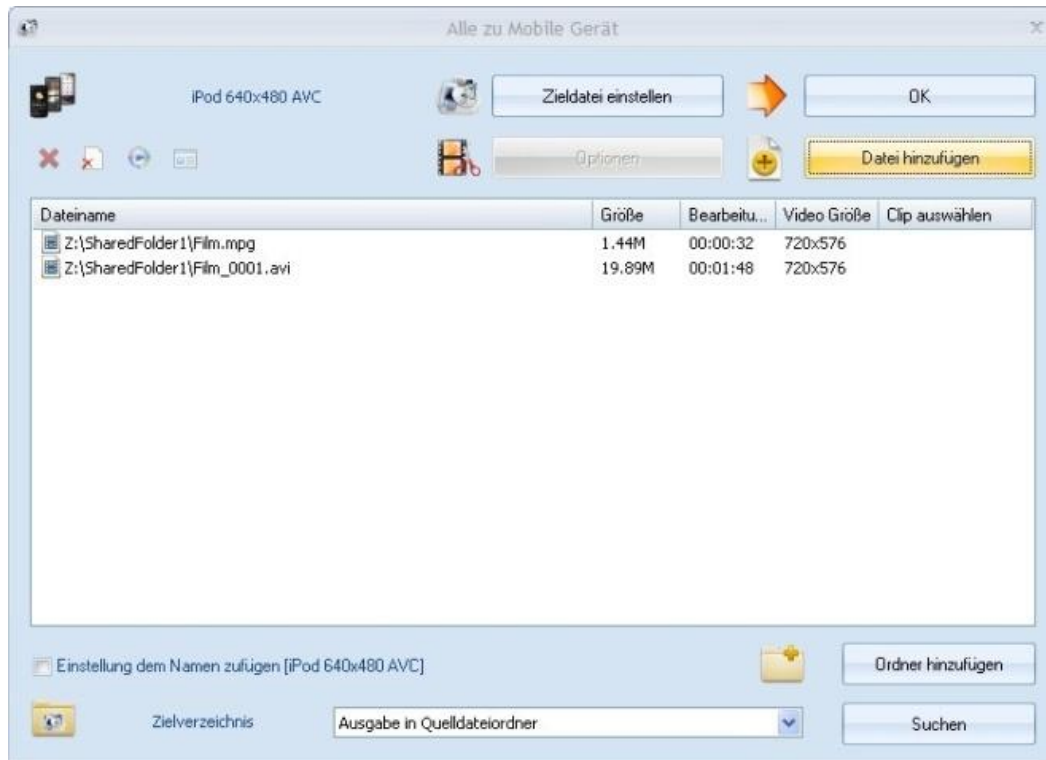 Alle zu Mobile Gerät
iPod 640x480 AVC
Zieldatei einstellen
OK
Optionen
Datei hinzufügen
Dateiname Größe Bearbeitu... Video Größe Clip auswählen
Z:\SharedFolder1\Film.mpg 1.44M 00:00:32 720x576
Z:\SharedFolder1\Film_0001.avi 19.89M 00:01:48 720x576
Einstellung dem Namen zufügen [iPod 640x480 AVC]
Ordner hinzufügen
Zielverzeichnis
Ausgabe in Quelldateiordner
Suchen